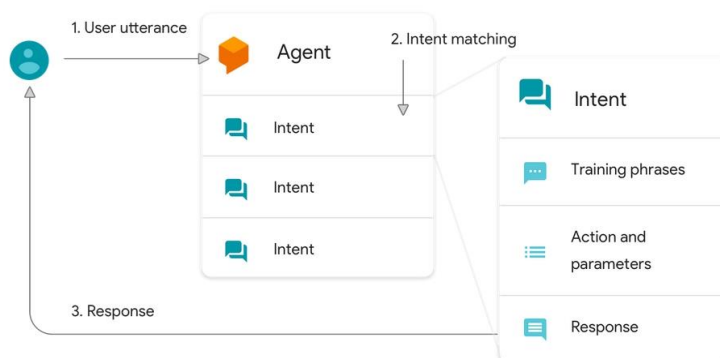 1. User utterance
Agent
2. Intent matching
Intent
Intent
Intent
Intent
Training phrases
Action and
parameters
Response
3. Response